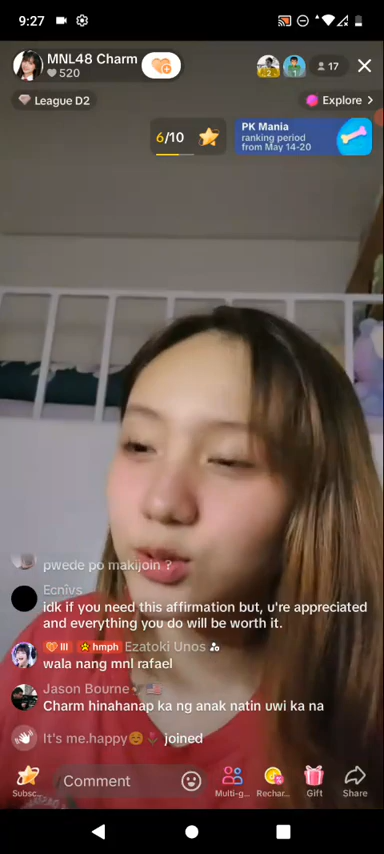 9:27
MNL48 Charm
520
17
League D2
Explore >
6/10
PK Mania
ranking period
from May 14-20
pwede po makijoin ?
Ecnivs
idk if you need this affirmation but, u're appreciated
and everything you do will be worth it.
III hmph Ezatoki Unos
wala nang mnl rafael
Jason Bourne
Charm hinahanap ka ng anak natin uwi ka na
It's me.happy joined
Subsc...
Comment
Multi-g...
Rechar...
Gift
Share